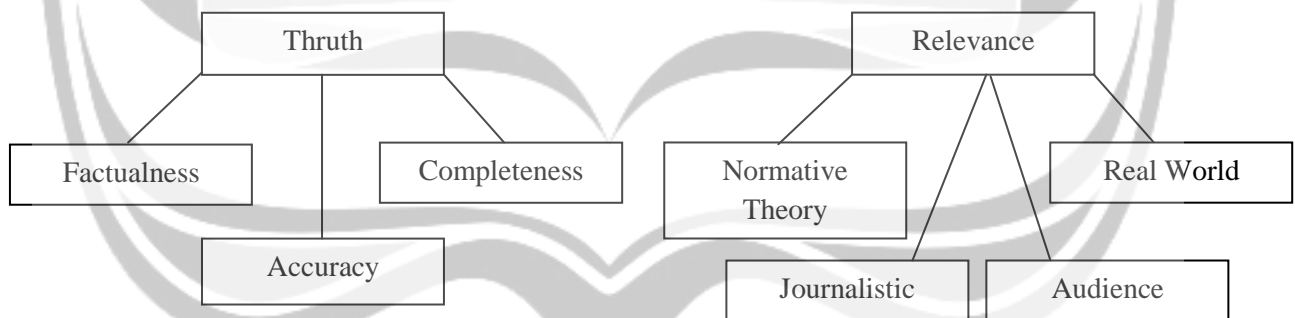 Thruth
Relevance
Factualness
Completeness
Normative
Theory
Real World
Accuracy
Journalistic
Audience